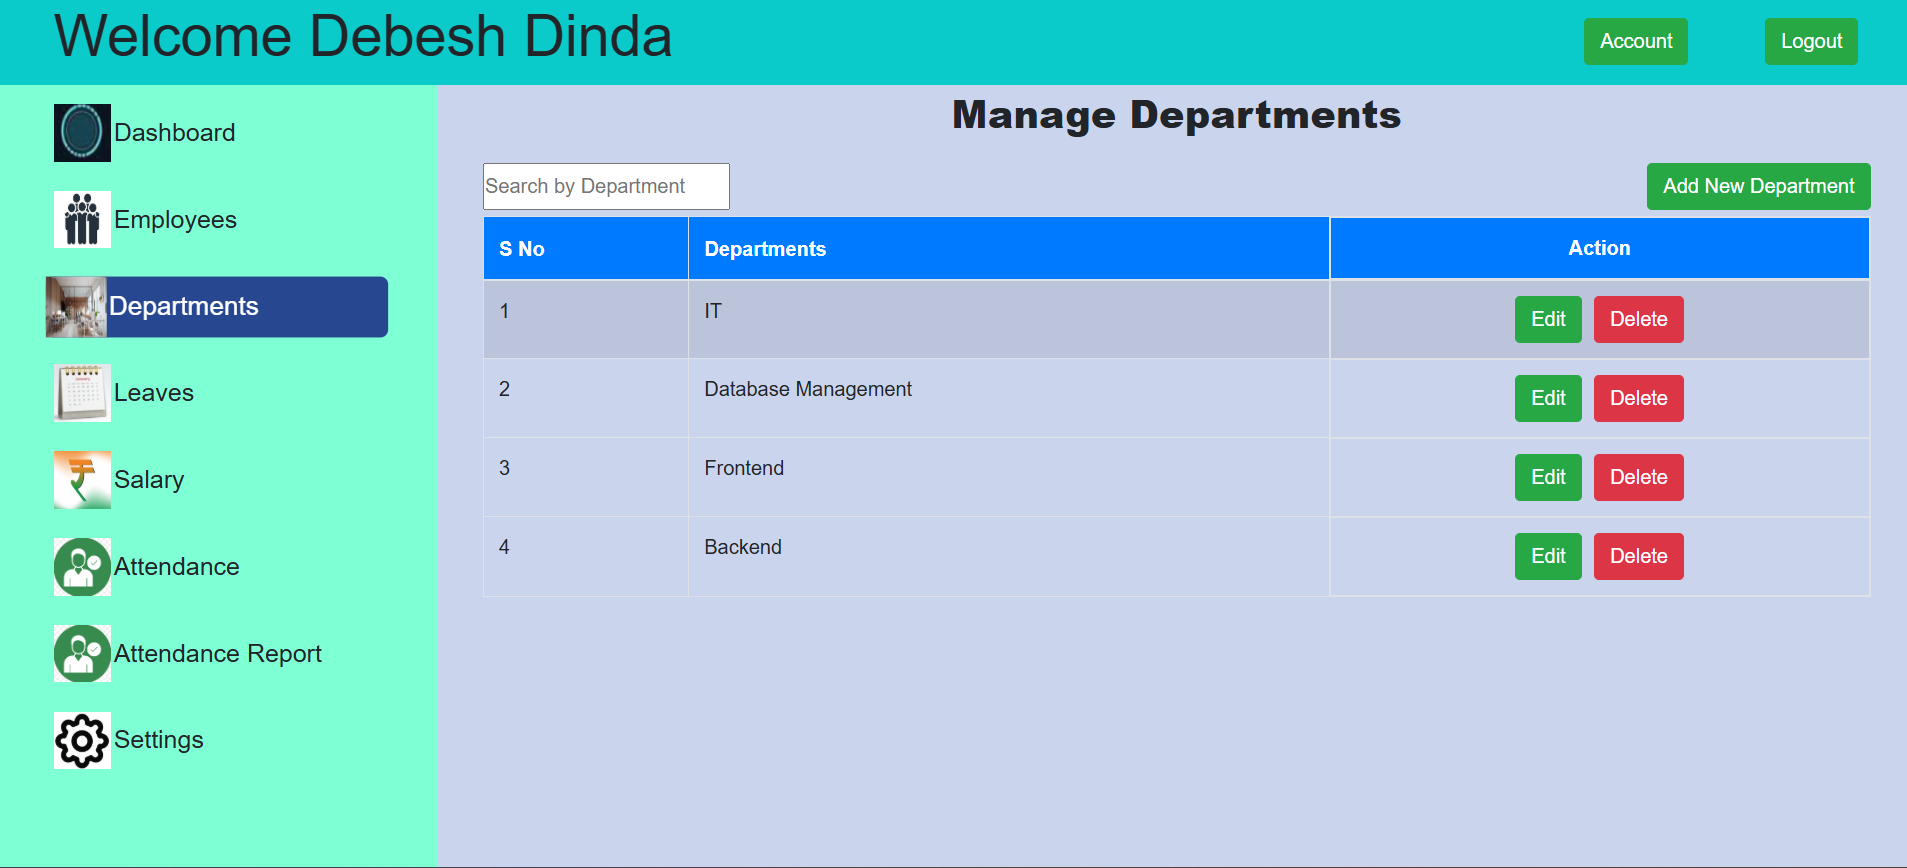 Welcome Debesh Dinda
Account
Logout
Dashboard
Employees
Departments
Leaves
Salary
Attendance
Attendance Report
Settings
Manage Departments
Search by Department
Add New Department
S No Departments Action
1 IT Edit Delete
2 Database Management Edit Delete
3 Frontend Edit Delete
4 Backend Edit Delete